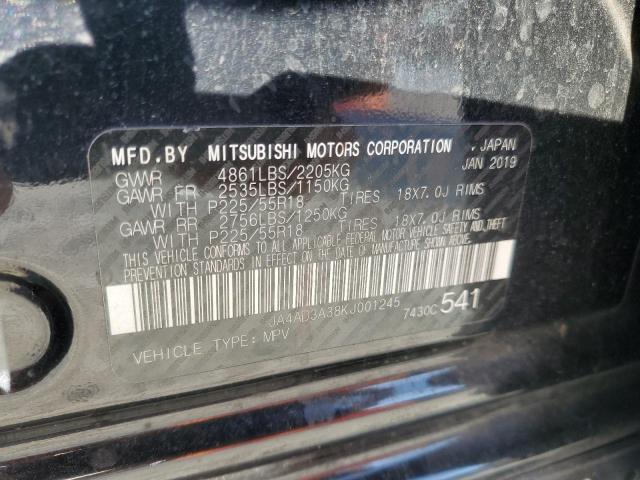 MFD.BY MITSUBISHI MOTORS CORPORATION , JAPAN
GVWR 4861LBS/2205KG JAN 2019
GAWR FR 2535LBS/1150KG
WITH P225/55R18 TIRES 18X7.0J RIMS
GAWR RR 2756LBS/1250KG
WITH P225/55R18 TIRES 18X7.0J RIMS
THIS VEHICLE CONFORMS TO ALL APPLICABLE FEDERAL MOTOR VEHICLE SAFETY AND THEFT
PREVENTION STANDARDS IN EFFECT ON THE DATE OF MANUFACTURE SHOWN ABOVE.
JA4AD3A38KJ001245 7430C 541
VEHICLE TYPE: MPV